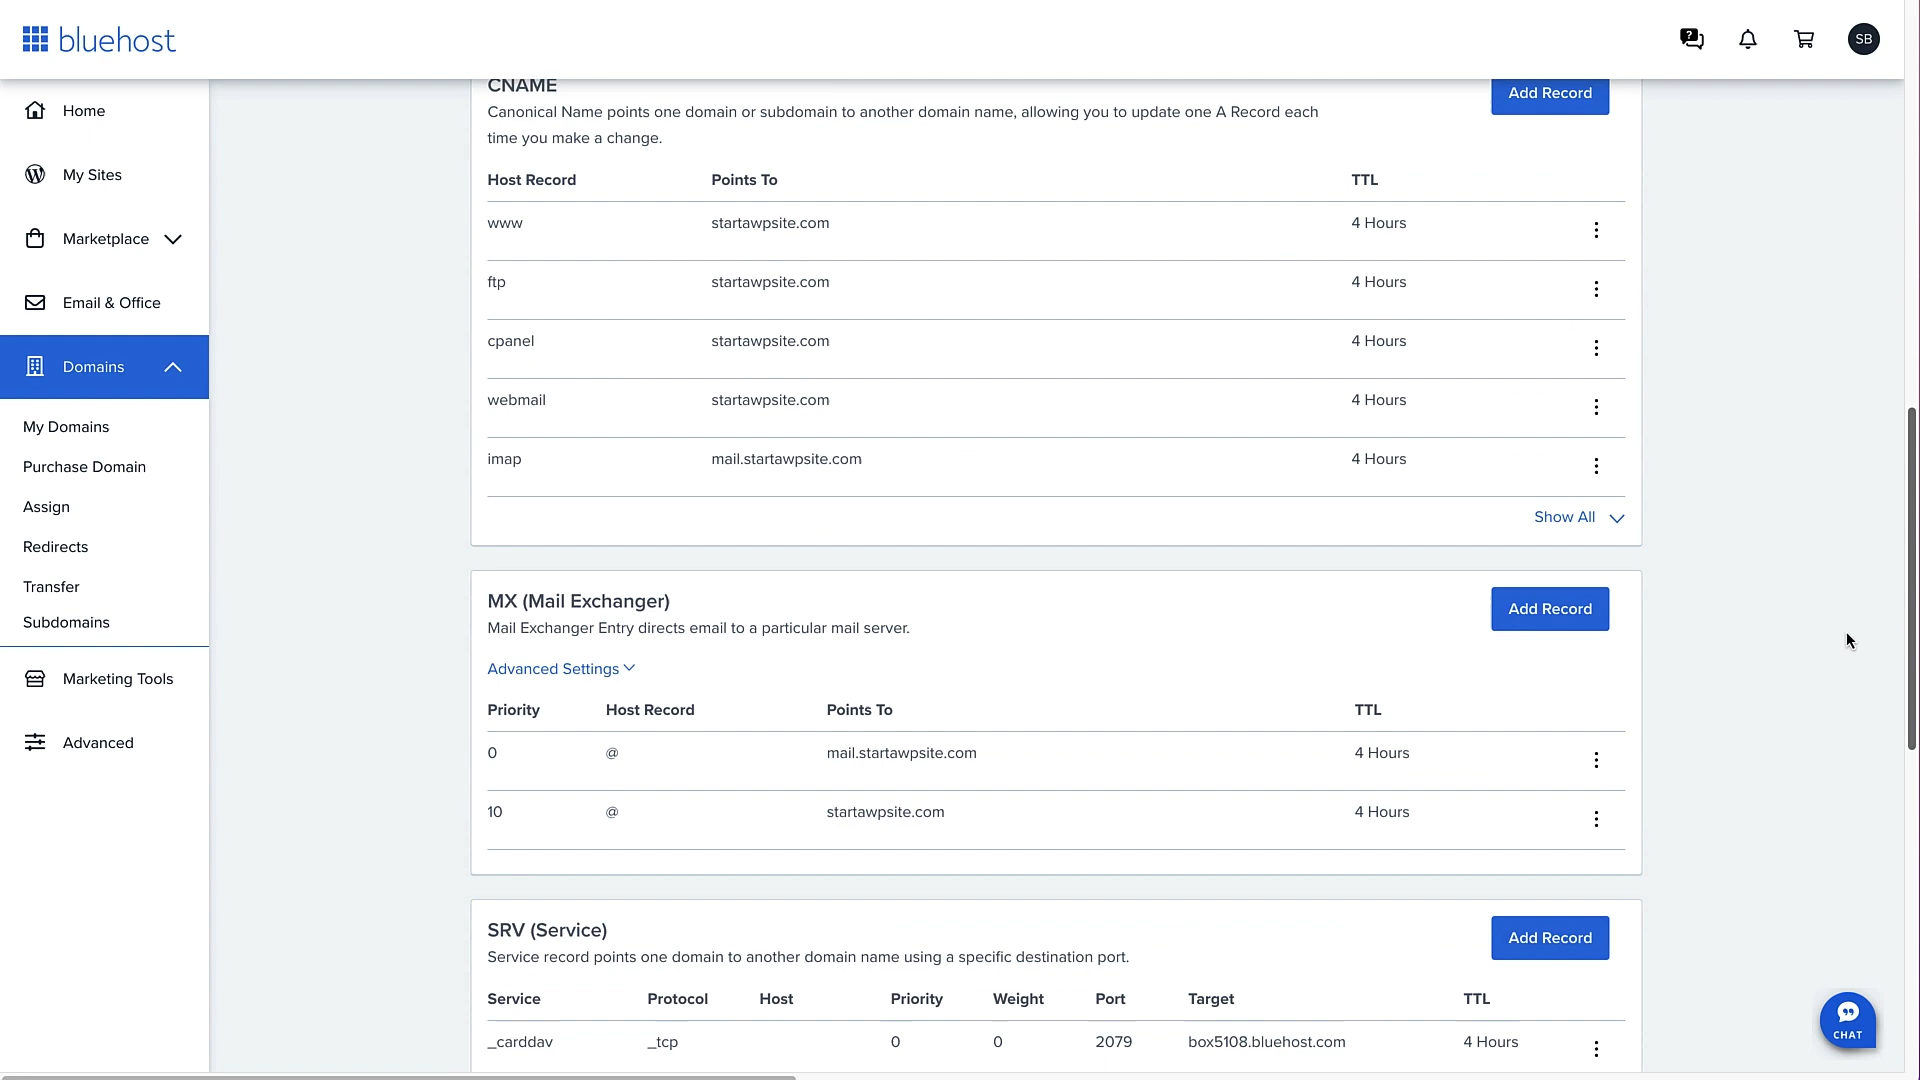 bluehost
?
SB
Home
My Sites
Marketplace
Email & Office
Domains
My Domains
Purchase Domain
Assign
Redirects
Transfer
Subdomains
Marketing Tools
Advanced
CNAME
Add Record
Canonical Name points one domain or subdomain to another domain name, allowing you to update one A Record each
time you make a change.
Host Record Points To TTL
www startawpsite.com 4 Hours
ftp startawpsite.com 4 Hours
cpanel startawpsite.com 4 Hours
webmail startawpsite.com 4 Hours
imap mail.startawpsite.com 4 Hours
Show All
MX (Mail Exchanger)
Add Record
Mail Exchanger Entry directs email to a particular mail server.
Advanced Settings
Priority Host Record Points To TTL
0 @ mail.startawpsite.com 4 Hours
10 @ startawpsite.com 4 Hours
SRV (Service)
Add Record
Service record points one domain to another domain name using a specific destination port.
Service Protocol Host Priority Weight Port Target TTL
_carddav _tcp 0 0 2079 box5108.bluehost.com 4 Hours
CHAT